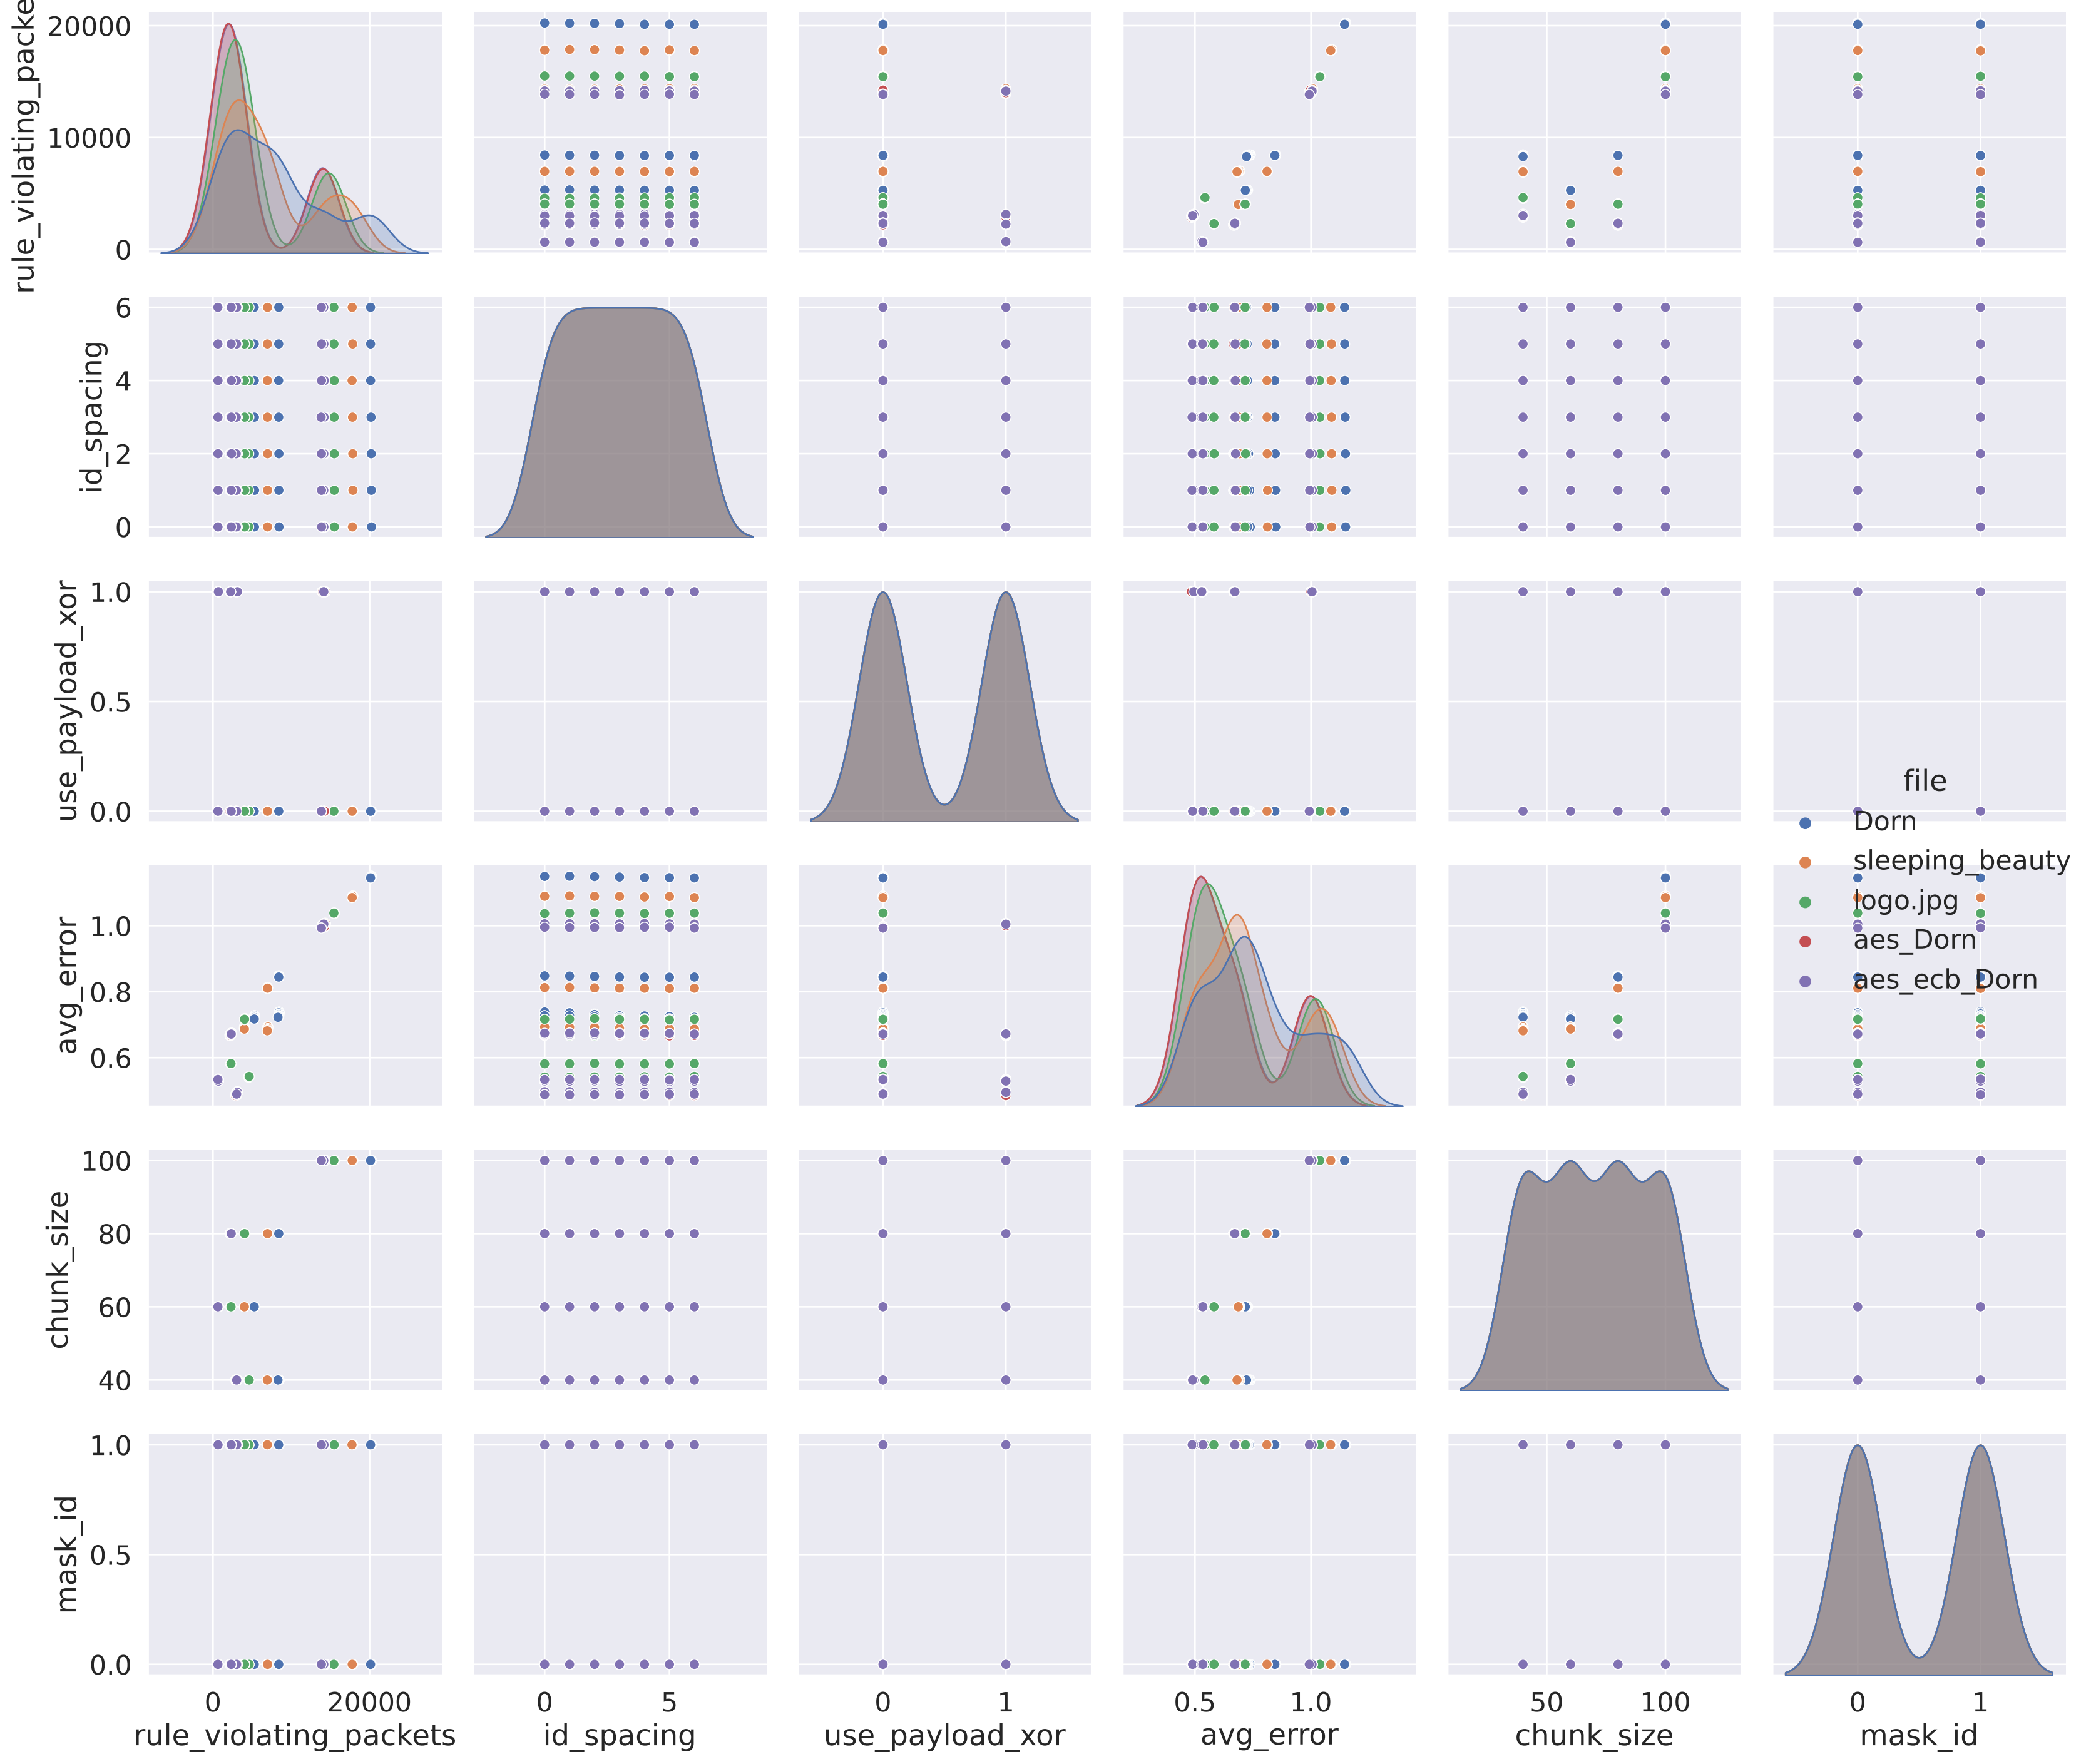 rule_violating_packe
20000
10000
0
id_spacing
6
4
2
0
use_payload_xor
1.0
0.5
0.0
file
Dorn
sleeping_beauty
logo.jpg
aes_Dorn
aes_ecb_Dorn
avg_error
1.0
0.8
0.6
chunk_size
100
80
60
40
mask_id
1.0
0.5
0.0
0 20000 0 5 0 1 0.5 1.0 50 100 0 1
rule_violating_packets id_spacing use_payload_xor avg_error chunk_size mask_id